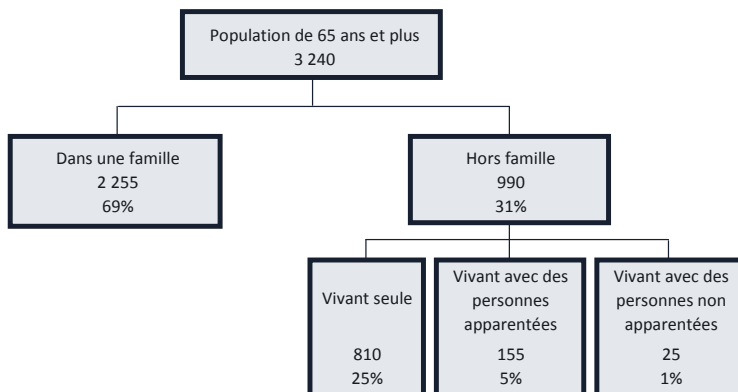 Population de 65 ans et plus
3 240
Dans une famille
2 255
69%
Hors famille
990
31%
Vivant seule
810
25%
Vivant avec des
personnes
apparentées
155
5%
Vivant avec des
personnes non
apparentées
25
1%